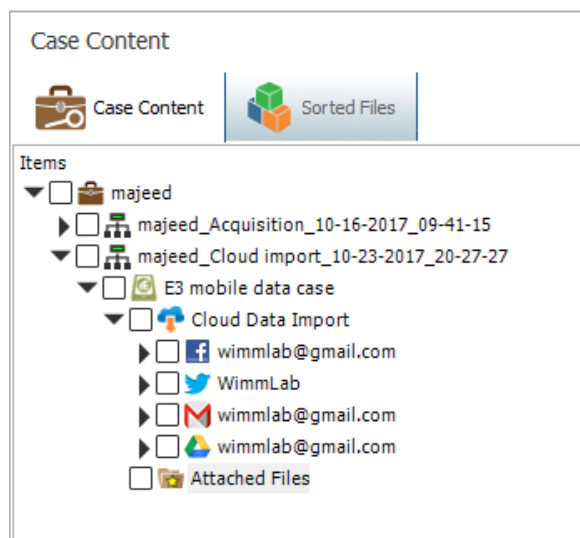 Case Content
Case Content Sorted Files
Items
majeed
majeed_Acquisition_10-16-2017_09-41-15
majeed_Cloud import_10-23-2017_20-27-27
E3 mobile data case
Cloud Data Import
wimmlab@gmail.com
WimmLab
wimmlab@gmail.com
wimmlab@gmail.com
Attached Files